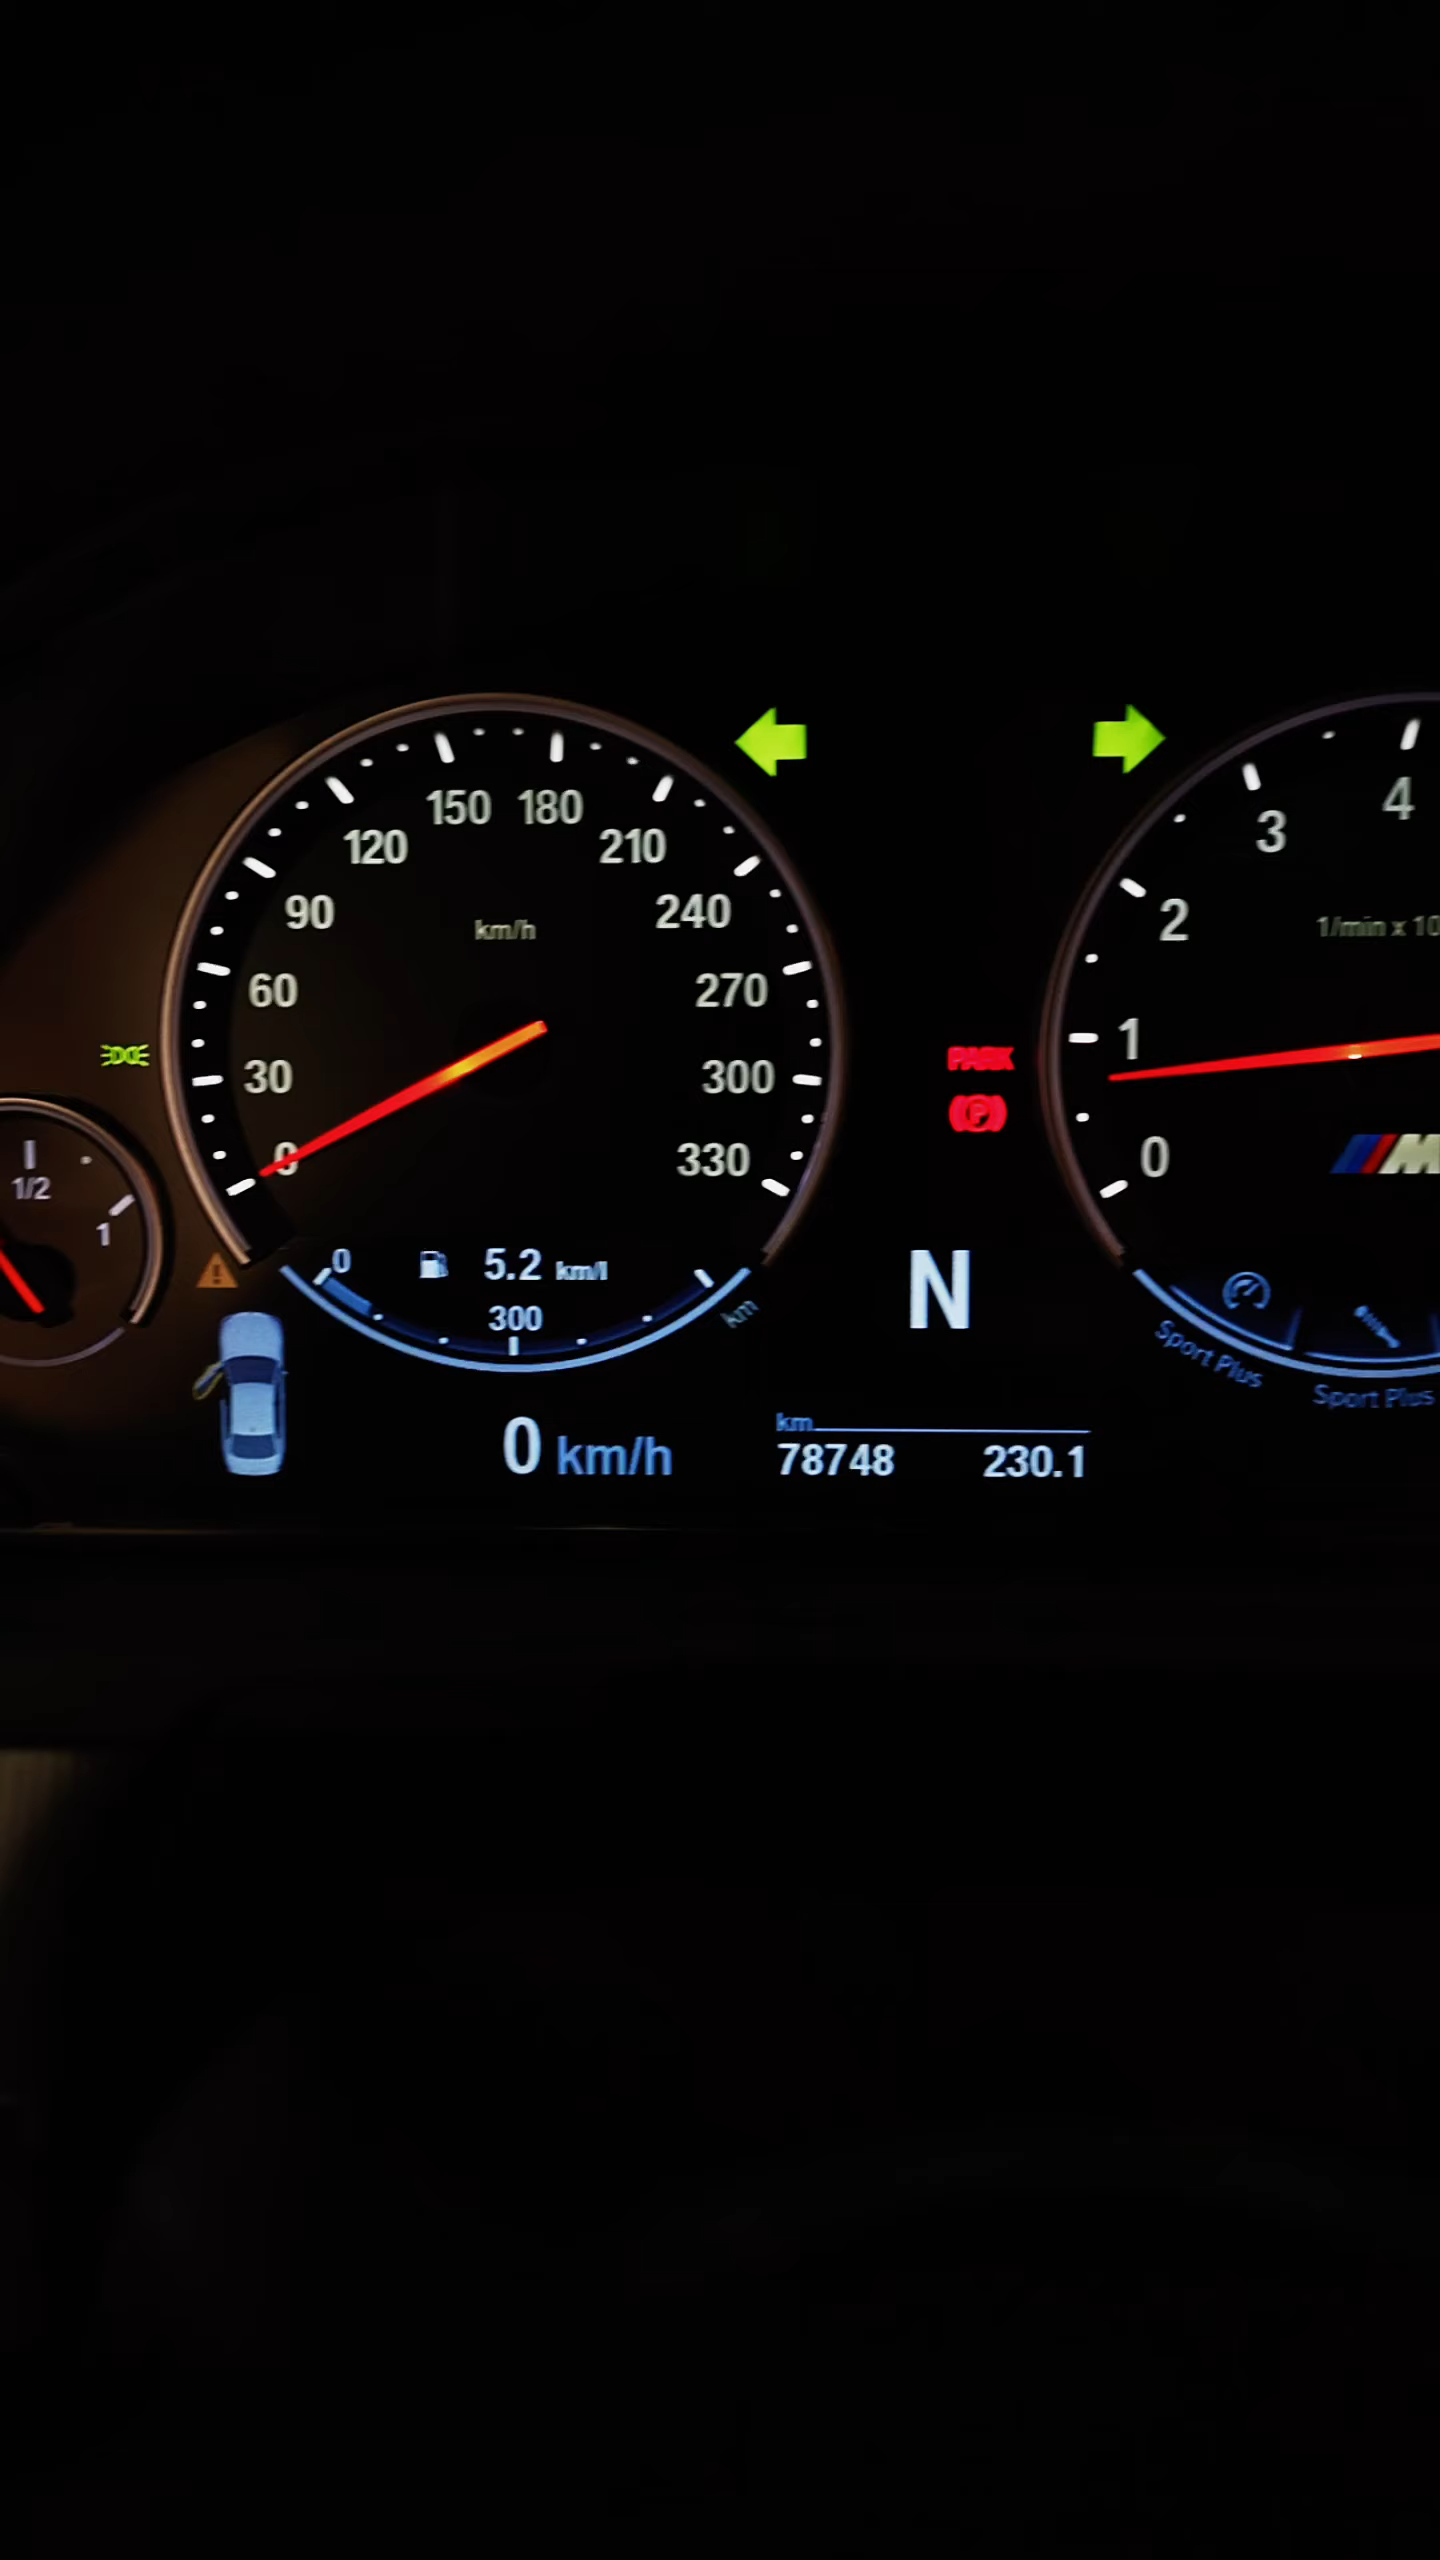 150 180
120 210
90 240
km/h
60 270
30 300
0 330
1/2
1
0 5.2 km/l
300
km
0 km/h
PARK
P
N
km
78748 230.1
4
3
2
1/min x 10
1
0
M
Sport Plus
Sport Plus